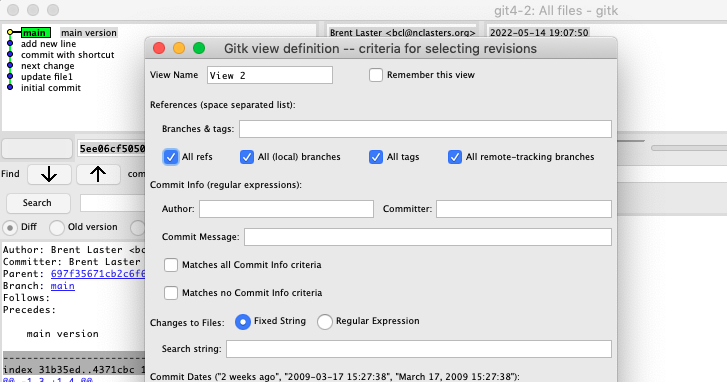 git4-2: All files - gitk
main main version
Brent Laster <bcl@nclasters.org>
2022-05-14 19:07:50
add new line
commit with shortcut
next change
update file1
initial commit
Gitk view definition -- criteria for selecting revisions
View Name View 2 Remember this view
References (space separated list):
Branches & tags:
All refs All (local) branches All tags All remote-tracking branches
Commit Info (regular expressions):
Author: Committer:
Commit Message:
Matches all Commit Info criteria
Matches no Commit Info criteria
Changes to Files: Fixed String Regular Expression
Search string:
Commit Dates ("2 weeks ago", "2009-03-17 15:27:38", "March 17, 2009 15:27:38"):
5ee06cf5050
Find com
Search
Diff Old version
Author: Brent Laster <bcl
Committer: Brent Laster
Parent: 697f35671cb2c6f6
Branch: main
Follows:
Precedes:
main version
index 31b35ed..4371cbc 1
@@ -1,3 +1,4 @@